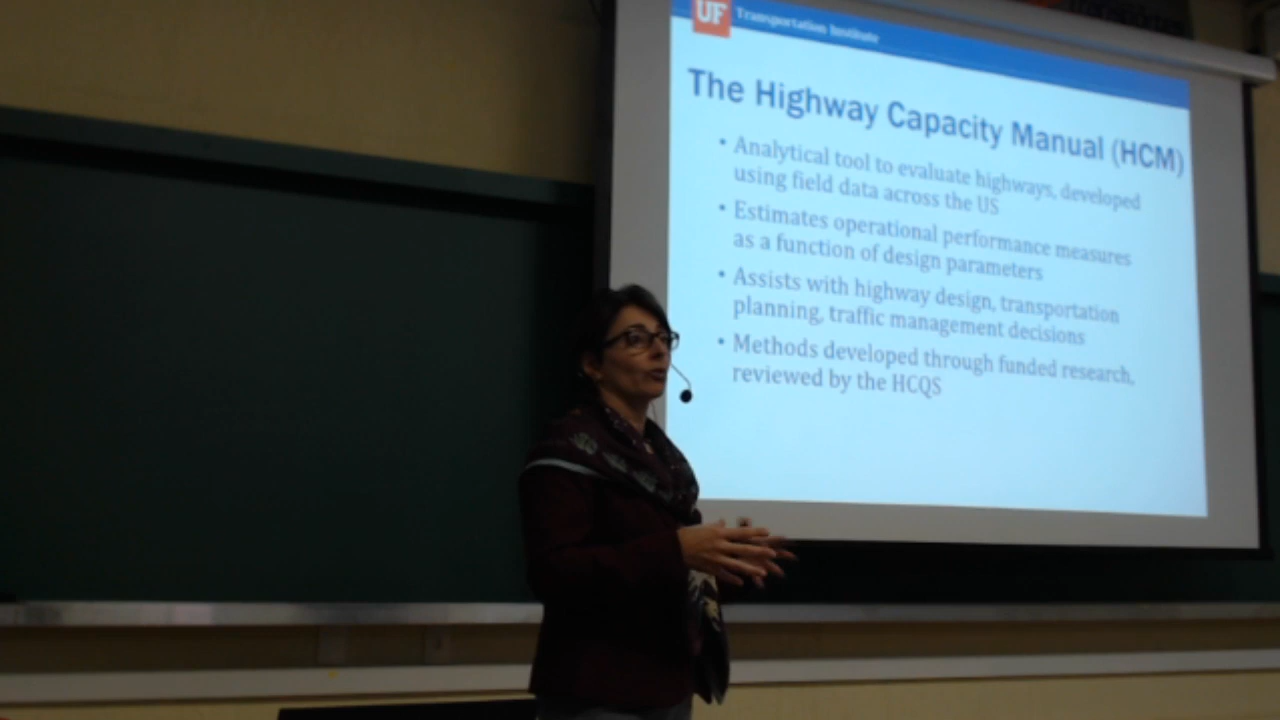 UF Transportation Institute
The Highway Capacity Manual (HCM)
• Analytical tool to evaluate highways, developed
using field data across the US
• Estimates operational performance measures
as a function of design parameters
• Assists with highway design, transportation
planning, traffic management decisions
• Methods developed through funded research,
reviewed by the HCQS